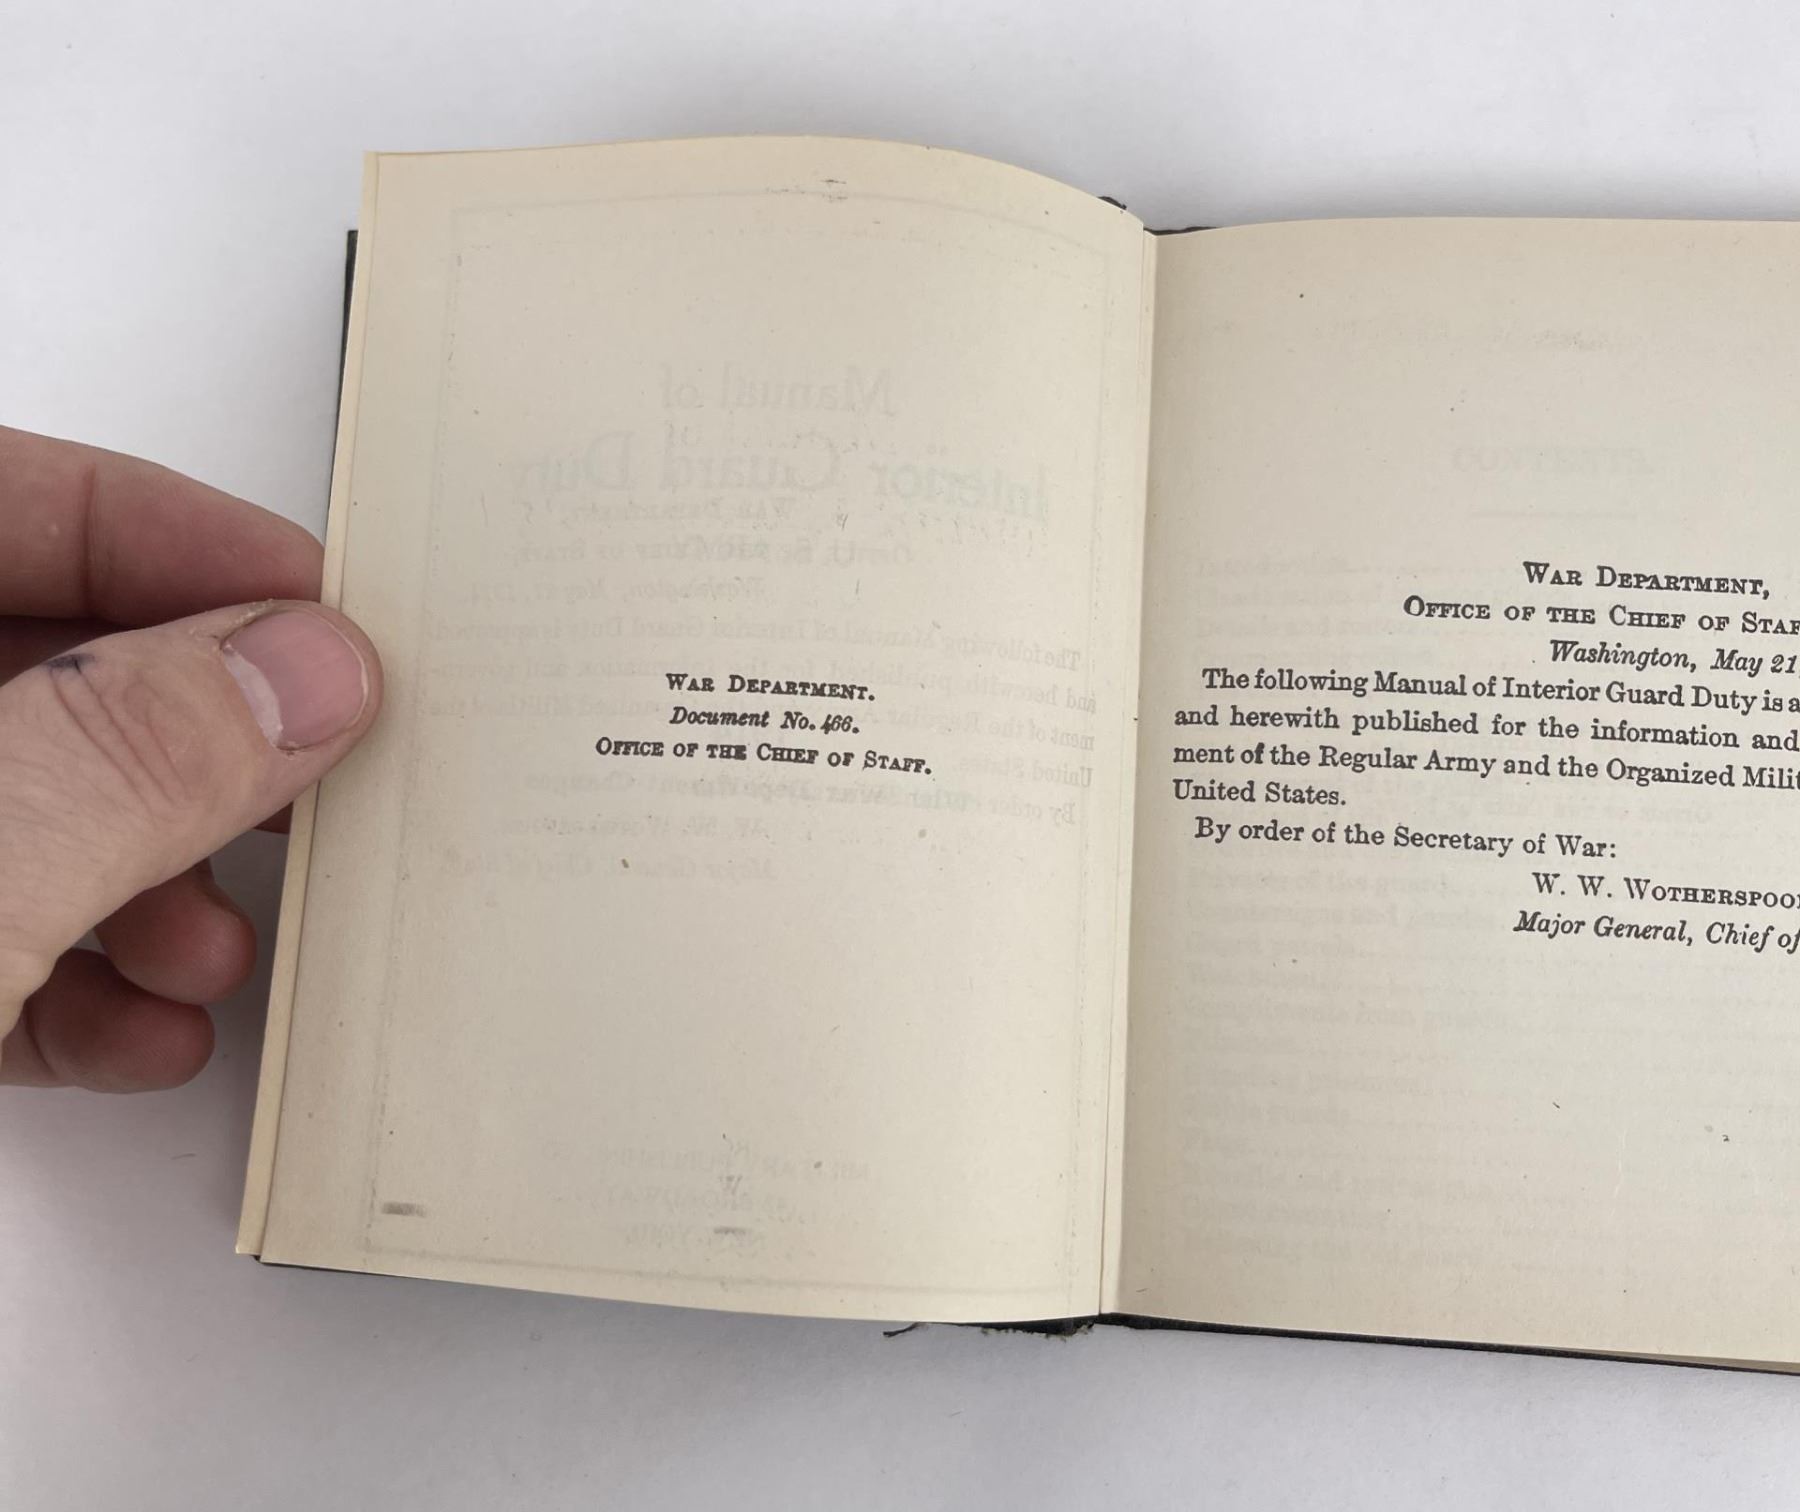 WAR DEPARTMENT.
Document No. 466.
OFFICE OF THE CHIEF OF STAFF.
WAR DEPARTMENT,
OFFICE OF THE CHIEF OF STAF
Washington, May 21,
The following Manual of Interior Guard Duty is a
and herewith published for the information and
ment of the Regular Army and the Organized Milit
United States.
By order of the Secretary of War:
W. W. WOTHERSPOON
Major General, Chief of